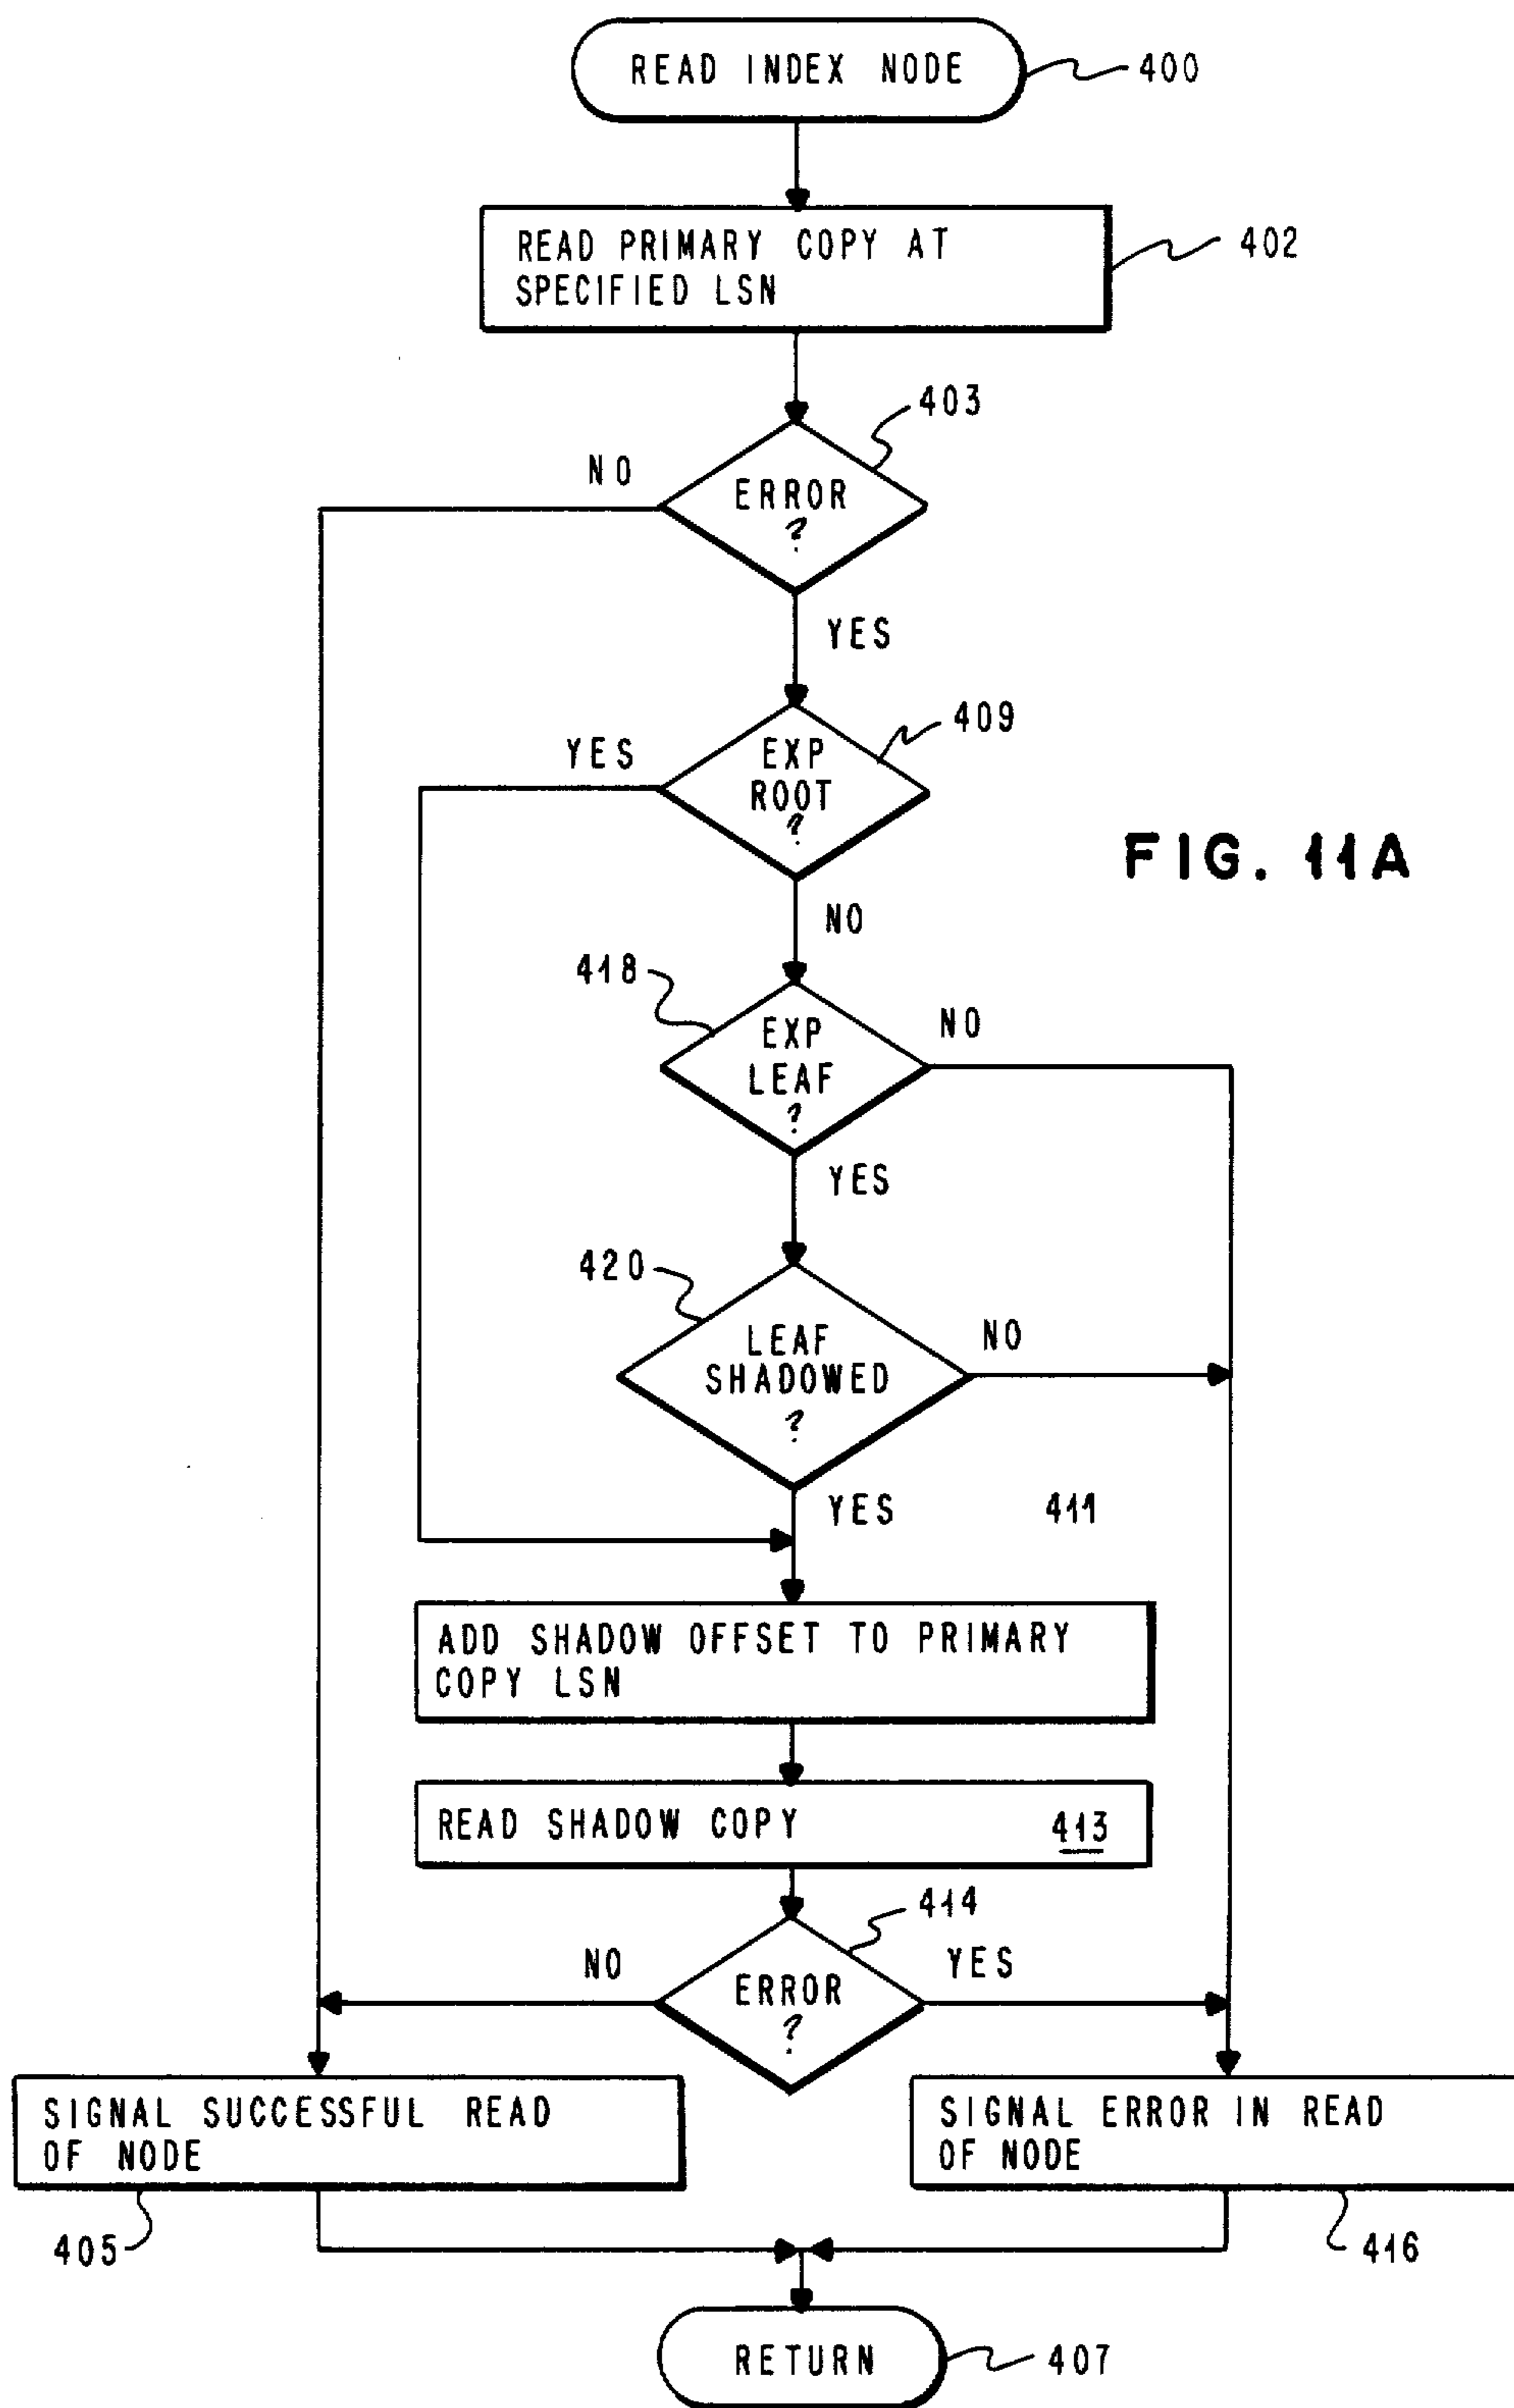 READ INDEX NODE
400
READ PRIMARY COPY AT
SPECIFIED LSN
402
403
NO
ERROR
?
YES
409
YES
EXP
ROOT
?
FIG. 11A
NO
418
EXP
LEAF
?
NO
YES
420
LEAF
SHADOWED
?
NO
YES
411
ADD SHADOW OFFSET TO PRIMARY
COPY LSN
READ SHADOW COPY 413
414
NO
ERROR
?
YES
SIGNAL SUCCESSFUL READ
OF NODE
SIGNAL ERROR IN READ
OF NODE
405
416
RETURN
407